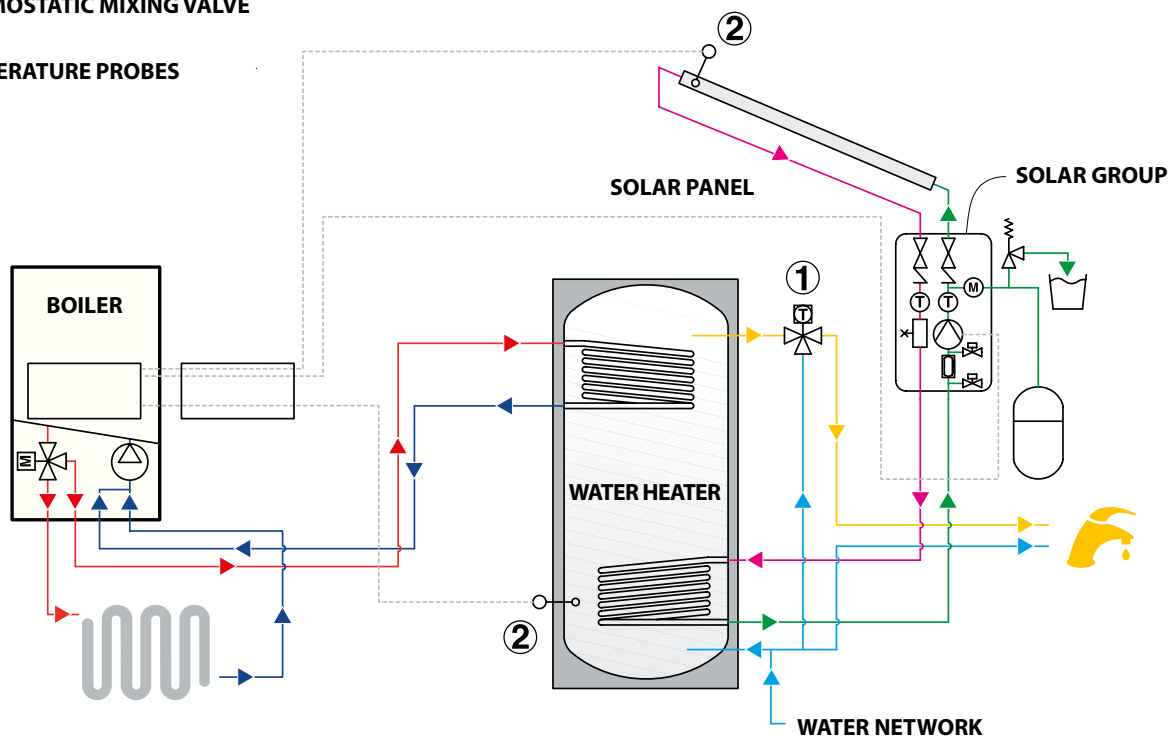 MOSTATIC MIXING VALVE
ERATURE PROBES
2
SOLAR PANEL
SOLAR GROUP
1
T
M
T
T
BOILER
M
WATER HEATER
2
WATER NETWORK